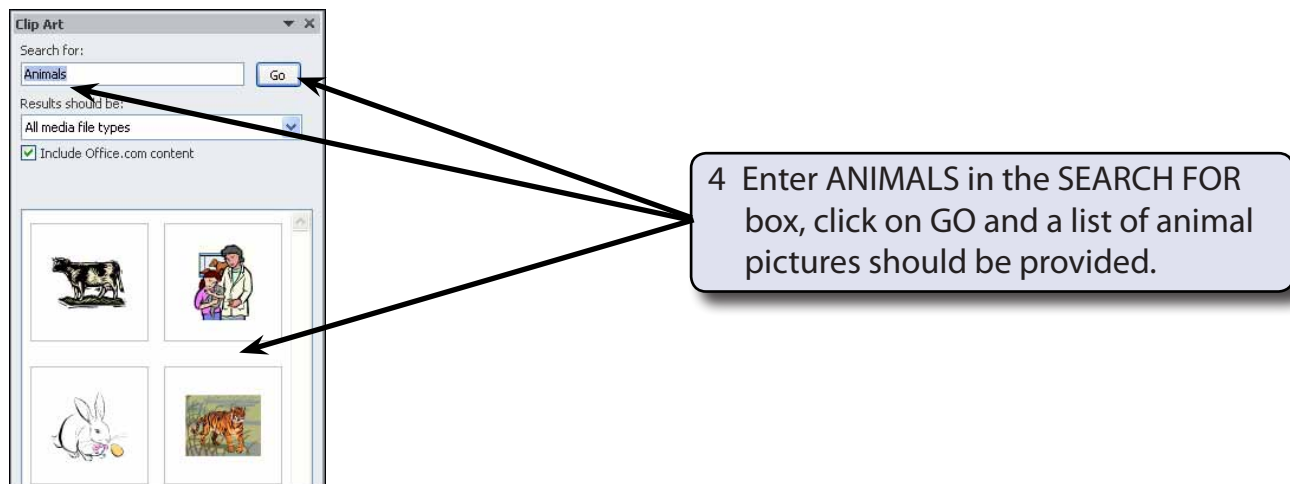 Clip Art
Search for:
Animals
Go
Results should be:
All media file types
Include Office.com content
4 Enter ANIMALS in the SEARCH FOR
box, click on GO and a list of animal
pictures should be provided.